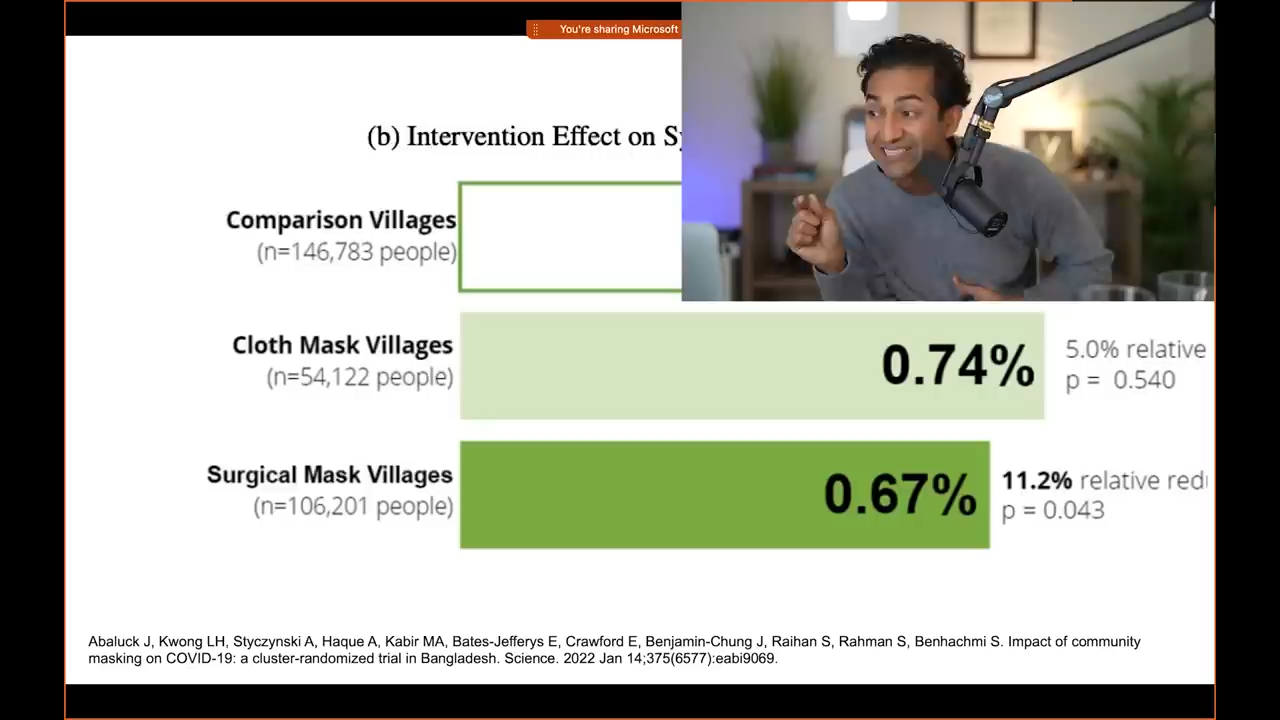 You're sharing Microsoft
(b) Intervention Effect on
Comparison Villages
(n=146,783 people)
Cloth Mask Villages
(n=54,122 people)
0.74%
5.0% relative
p = 0.540
Surgical Mask Villages
(n=106,201 people)
0.67%
11.2% relative
p = 0.043
Abaluck J, Kwong LH, Styczynski A, Haque A, Kabir MA, Bates-Jefferys E, Crawford E, Benjamin-Chung J, Raihan S, Rahman S, Benhachmi S. Impact of community
masking on COVID-19: a cluster-randomized trial in Bangladesh. Science. 2022 Jan 14;375(6577):eabi9069.